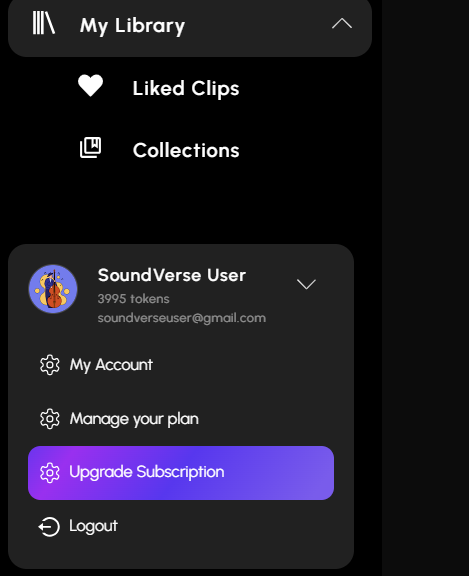 My Library
Liked Clips
Collections
SoundVerse User
3995 tokens
soundverseuser@gmail.com
My Account
Manage your plan
Upgrade Subscription
Logout